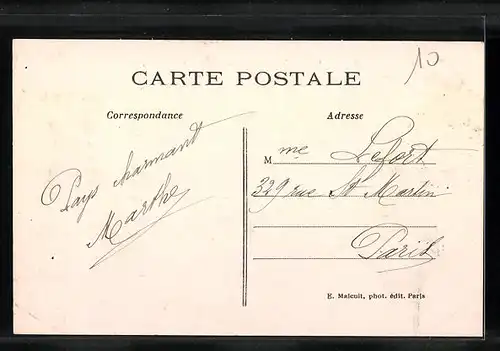 10
CARTE POSTALE
Correspondance
Adresse
Pays charmant
Marthe
Mme Lefort
329 rue St Martin
Paris
E. Malcuit, phot. édit. Paris